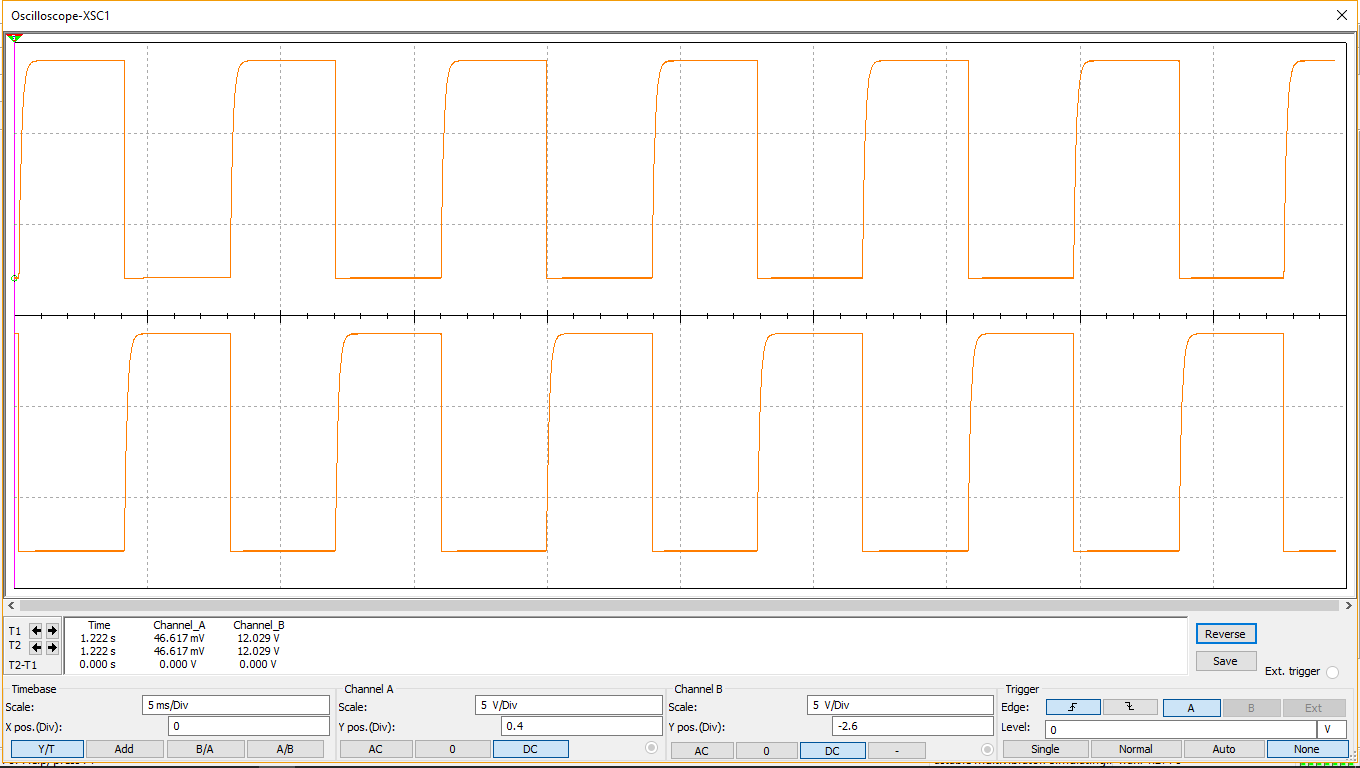 Oscilloscope-XSC1
T1
T2
T2-T1
Time Channel_A Channel_B
1.222 s 46.617 mV 12.029 V
1.222 s 46.617 mV 12.029 V
0.000 s 0.000 V 0.000 V
Reverse
Save
Ext. trigger
Timebase
Scale: 5 ms/Div
X pos.(Div): 0
Y/T Add B/A A/B
Channel A
Scale: 5 V/Div
Y pos.(Div): 0.4
AC 0 DC
Channel B
Scale: 5 V/Div
Y pos.(Div): -2.6
AC 0 DC -
Trigger
Edge: A B Ext
Level: 0 V
Single Normal Auto None